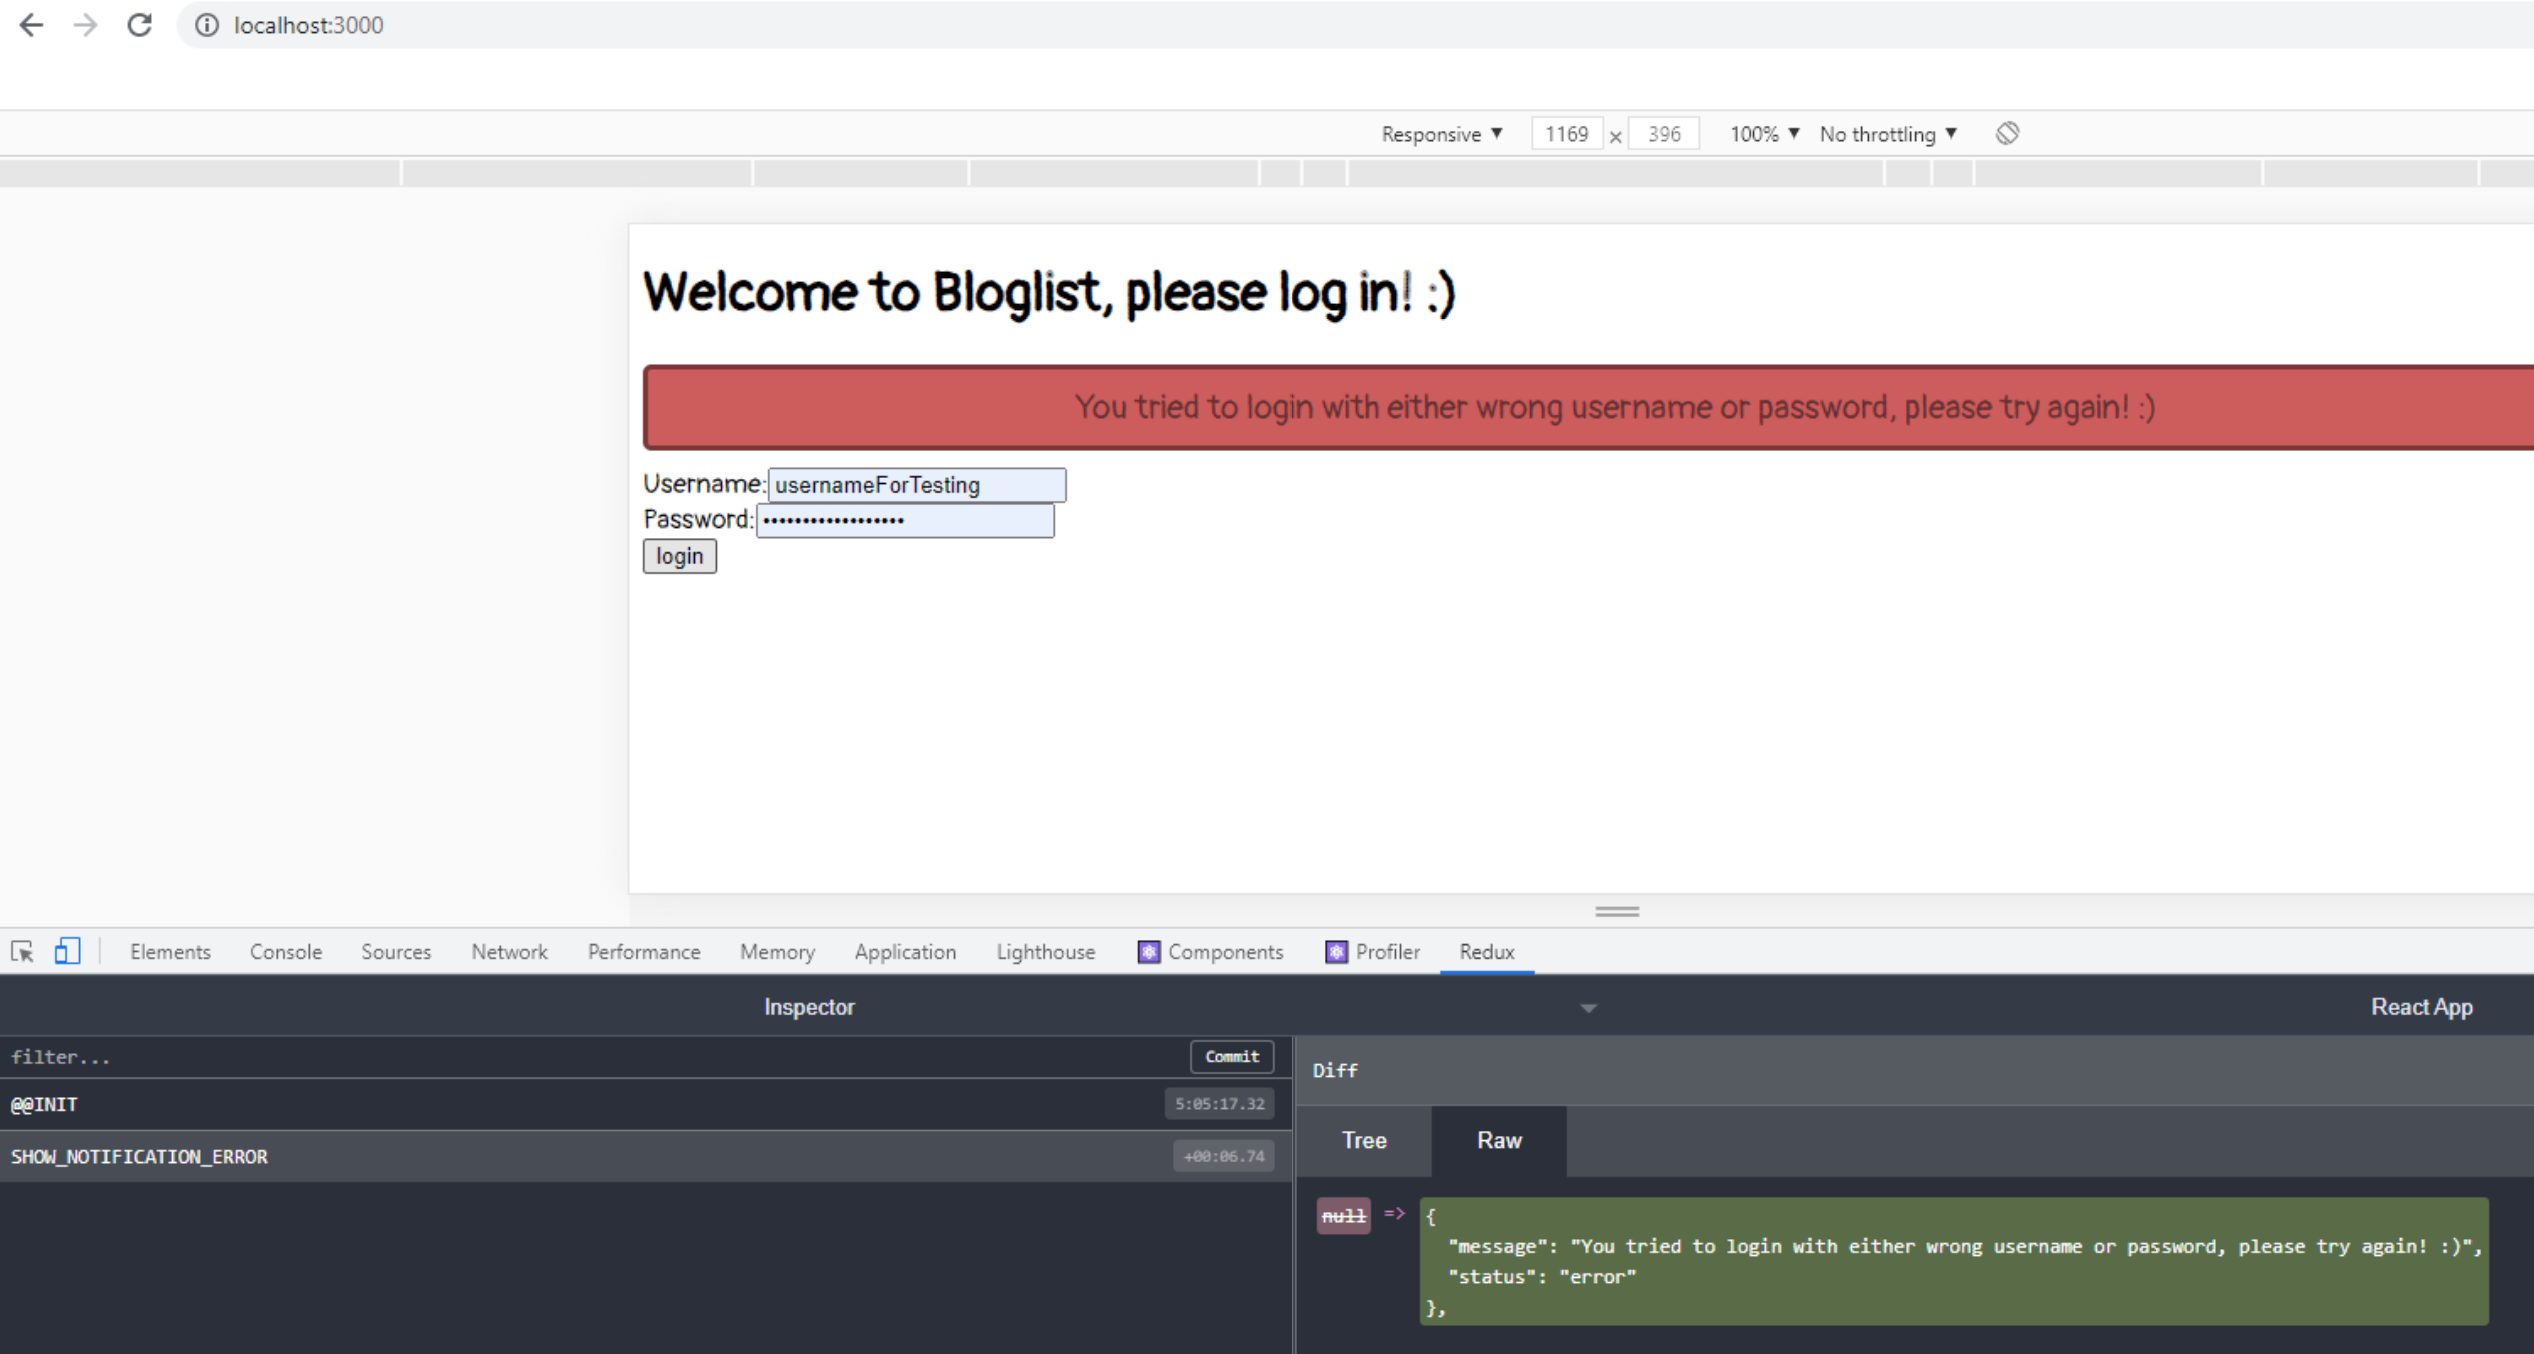 localhost:3000
Responsive ▼ 1169 x 396 100% ▼ No throttling ▼
Welcome to Bloglist, please log in! :)
You tried to login with either wrong username or password, please try again! :)
Username: usernameForTesting
Password: ••••••••••••••••••
login
Elements Console Sources Network Performance Memory Application Lighthouse Components Profiler Redux
Inspector React App
filter... Commit
@@INIT 5:05:17.32
SHOW_NOTIFICATION_ERROR +00:06.74
Diff
Tree Raw
null => {
"message": "You tried to login with either wrong username or password, please try again! :)",
"status": "error"
},